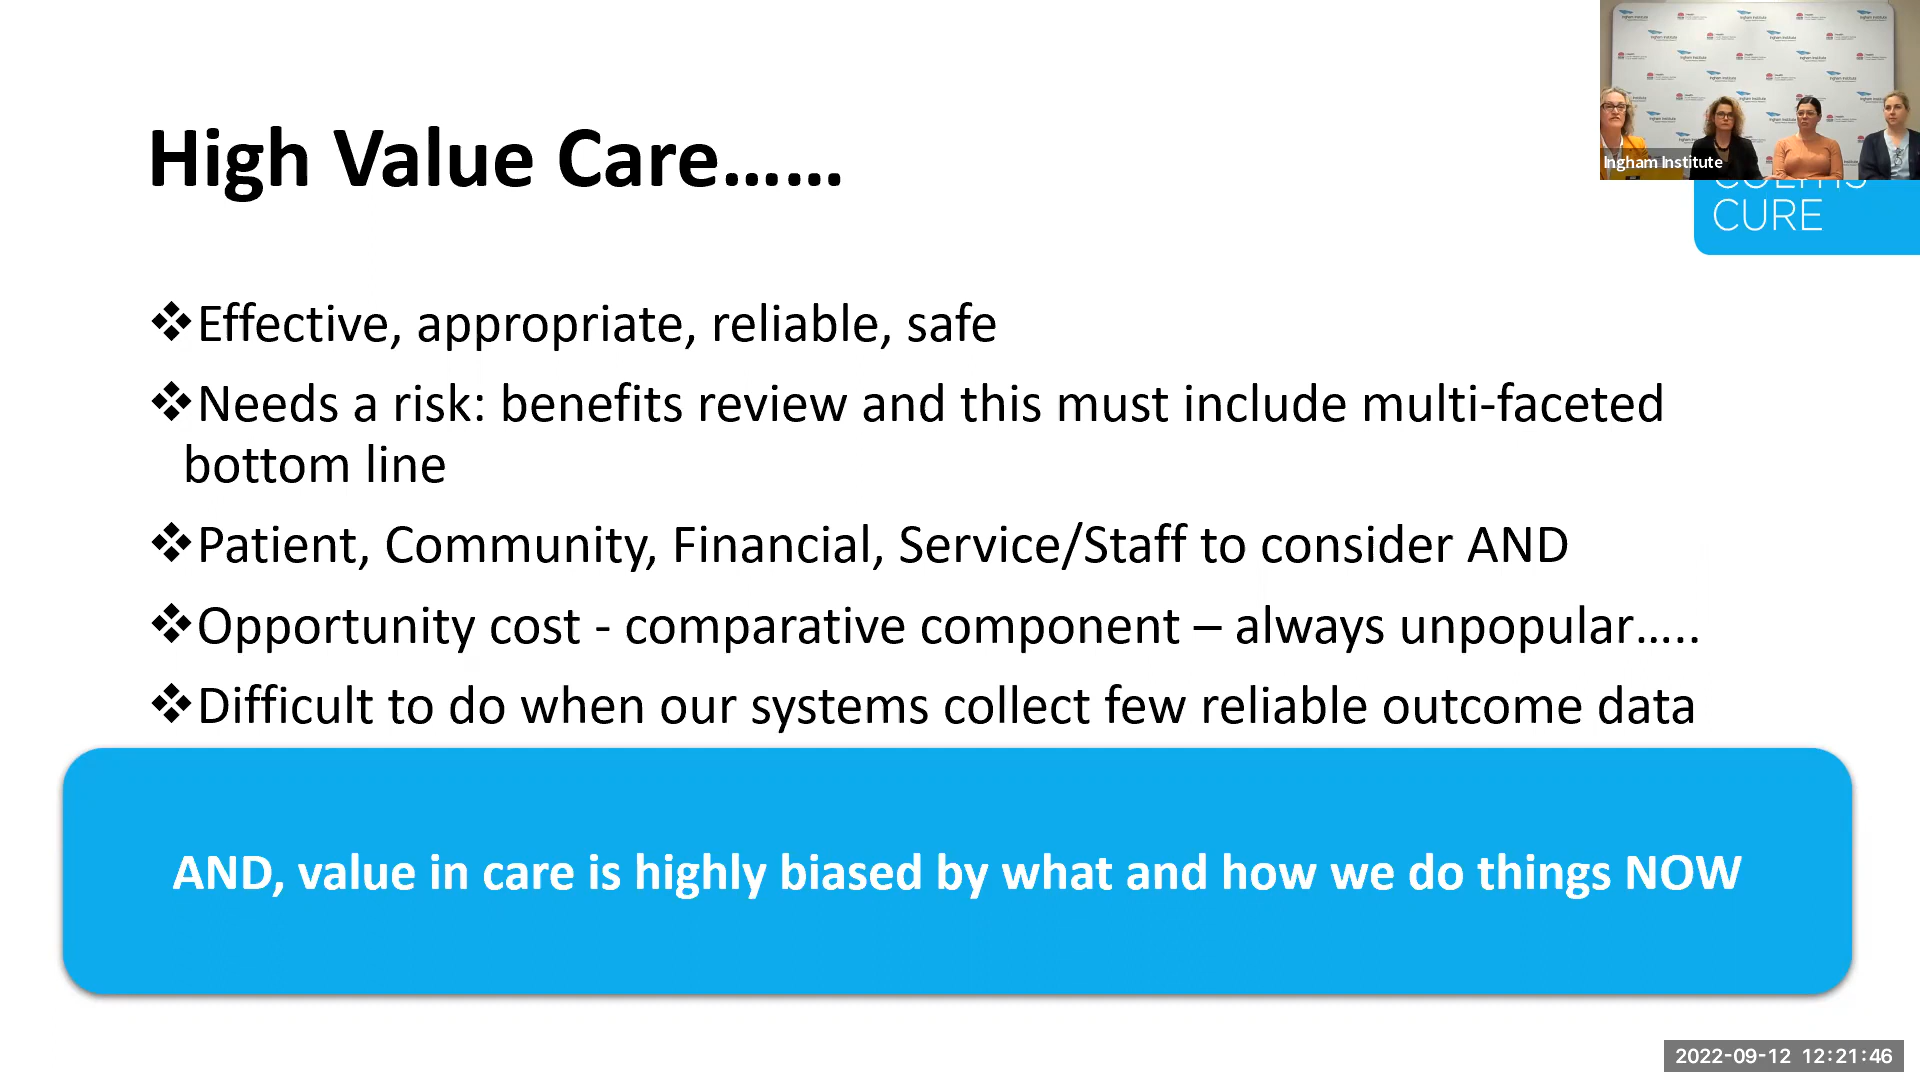 High Value Care……
Ingham Institute
CURE
❖Effective, appropriate, reliable, safe
❖Needs a risk: benefits review and this must include multi-faceted
bottom line
❖Patient, Community, Financial, Service/Staff to consider AND
❖Opportunity cost - comparative component – always unpopular…..
❖Difficult to do when our systems collect few reliable outcome data
AND, value in care is highly biased by what and how we do things NOW
2022-09-12 12:21:46